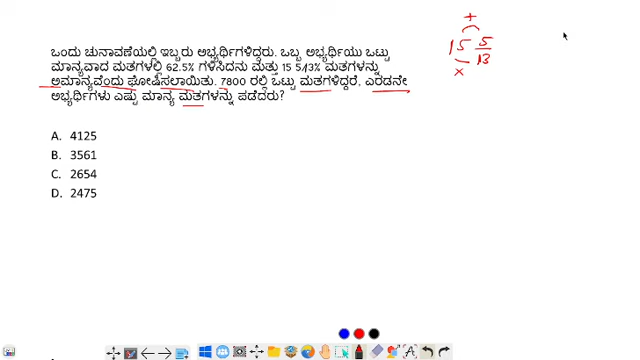 ಒಂದು ಚುನಾವಣೆಯಲ್ಲಿ ಇಬ್ಬರು ಅಭ್ಯರ್ಥಿಗಳಿದ್ದರು. ಒಬ್ಬ ಅಭ್ಯರ್ಥಿಯು ಒಟ್ಟು
ಮಾನ್ಯವಾದ ಮತಗಳಲ್ಲಿ 62.5% ಗಳಿಸಿದನು ಮತ್ತು 15 5/13% ಮತಗಳನ್ನು
ಅಮಾನ್ಯವೆಂದು ಘೋಷಿಸಲಾಯಿತು. 7800 ರಲ್ಲಿ ಒಟ್ಟು ಮತಗಳಿದ್ದರೆ, ಎರಡನೇ
ಅಭ್ಯರ್ಥಿಗಳು ಎಷ್ಟು ಮಾನ್ಯ ಮತಗಳನ್ನು ಪಡೆದರು?
A. 4125
B. 3561
C. 2654
D. 2475
+
15 5/13
×